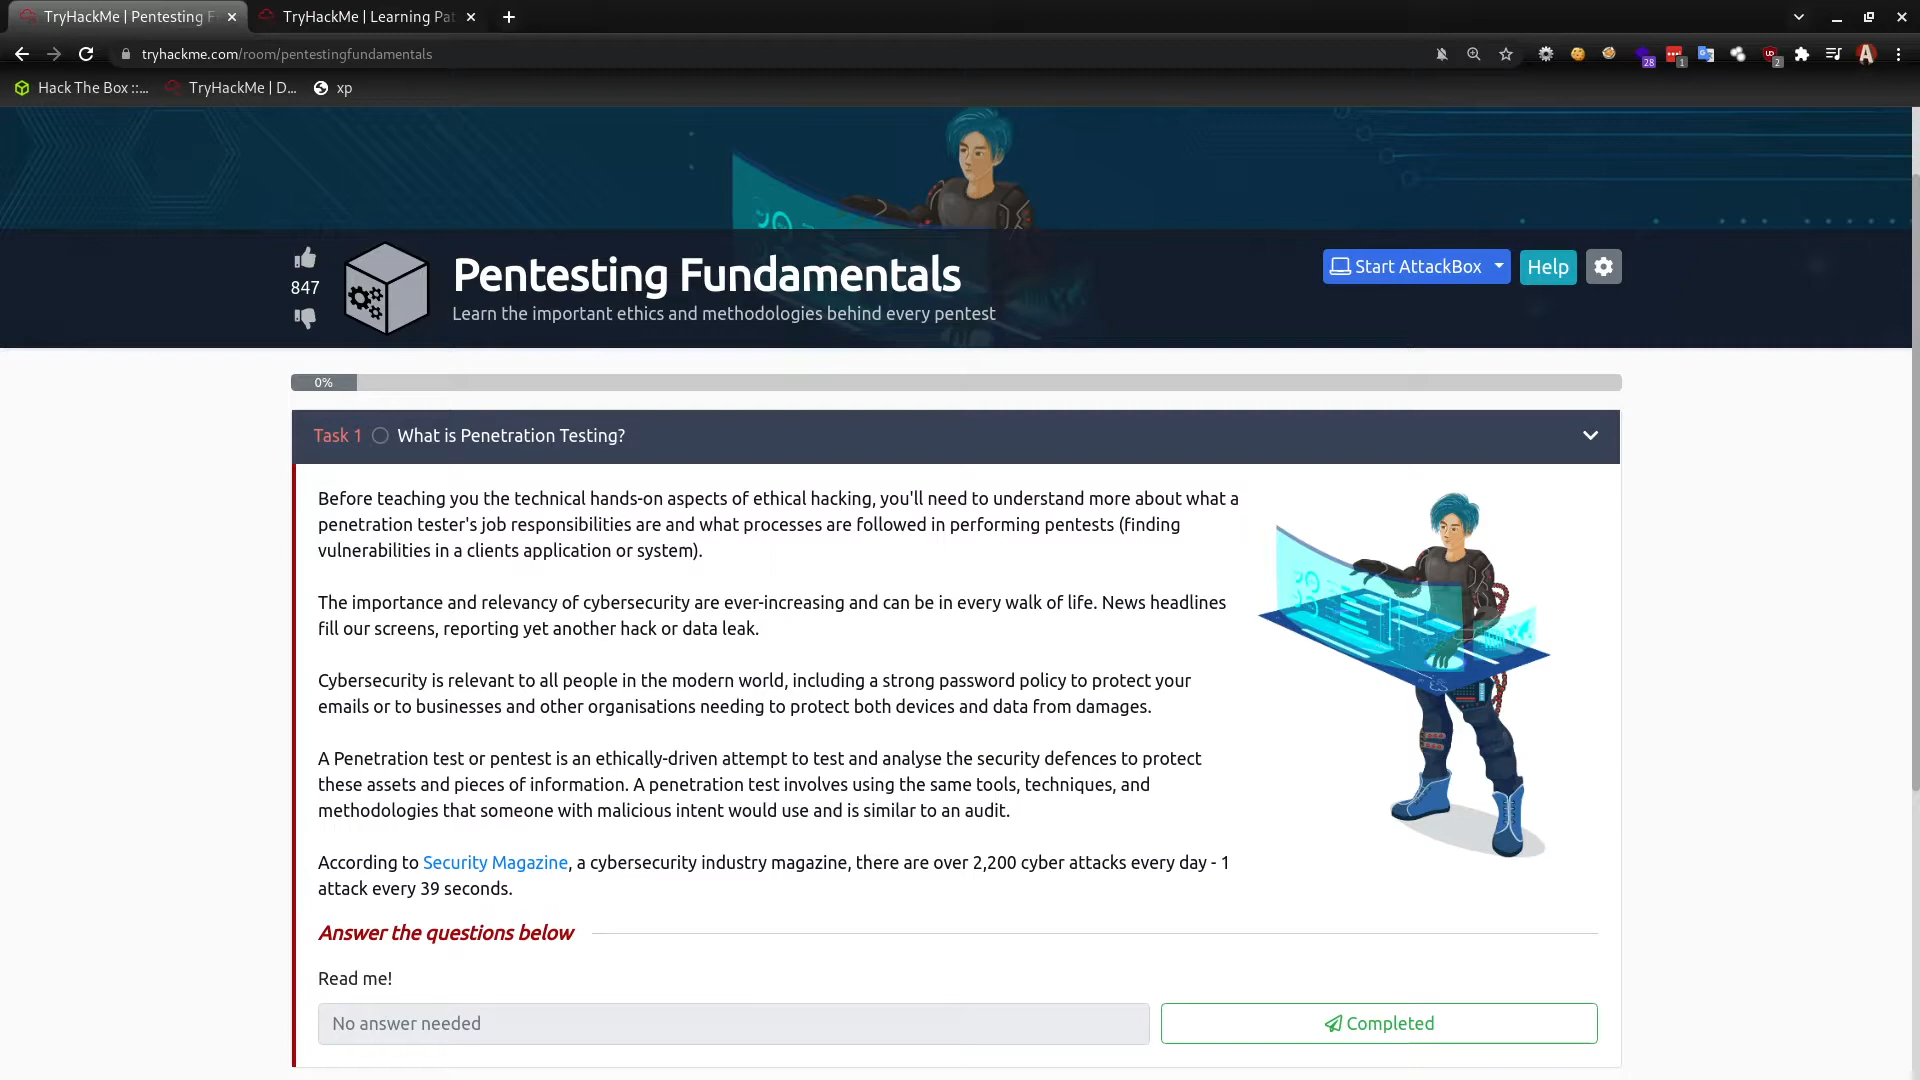 TryHackMe | Pentesting F
TryHackMe | Learning Pat
tryhackme.com/room/pentestingfundamentals
28
1
2
Hack The Box ::...
TryHackMe | D...
xp
Pentesting Fundamentals
847
Learn the important ethics and methodologies behind every pentest
Start AttackBox
Help
0%
Task 1 What is Penetration Testing?
Before teaching you the technical hands-on aspects of ethical hacking, you'll need to understand more about what a
penetration tester's job responsibilities are and what processes are followed in performing pentests (finding
vulnerabilities in a clients application or system).
The importance and relevancy of cybersecurity are ever-increasing and can be in every walk of life. News headlines
fill our screens, reporting yet another hack or data leak.
Cybersecurity is relevant to all people in the modern world, including a strong password policy to protect your
emails or to businesses and other organisations needing to protect both devices and data from damages.
A Penetration test or pentest is an ethically-driven attempt to test and analyse the security defences to protect
these assets and pieces of information. A penetration test involves using the same tools, techniques, and
methodologies that someone with malicious intent would use and is similar to an audit.
According to Security Magazine, a cybersecurity industry magazine, there are over 2,200 cyber attacks every day - 1
attack every 39 seconds.
Answer the questions below
Read me!
No answer needed
Completed